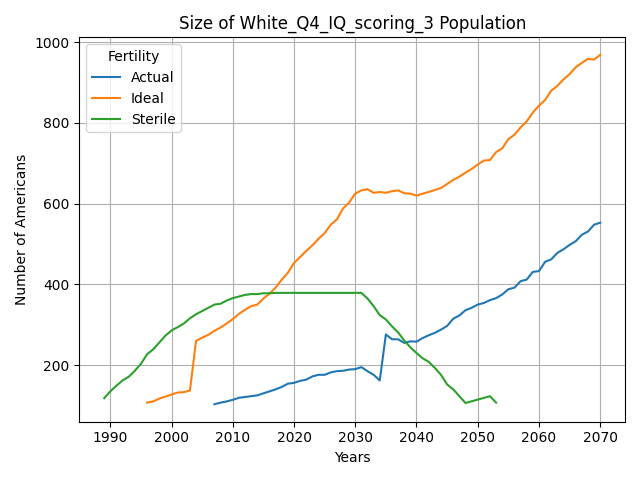 Size of White_Q4_IQ_scoring_3 Population
Fertility
Actual
Ideal
Sterile
Number of Americans
1000
800
600
400
200
1990 2000 2010 2020 2030 2040 2050 2060 2070
Years